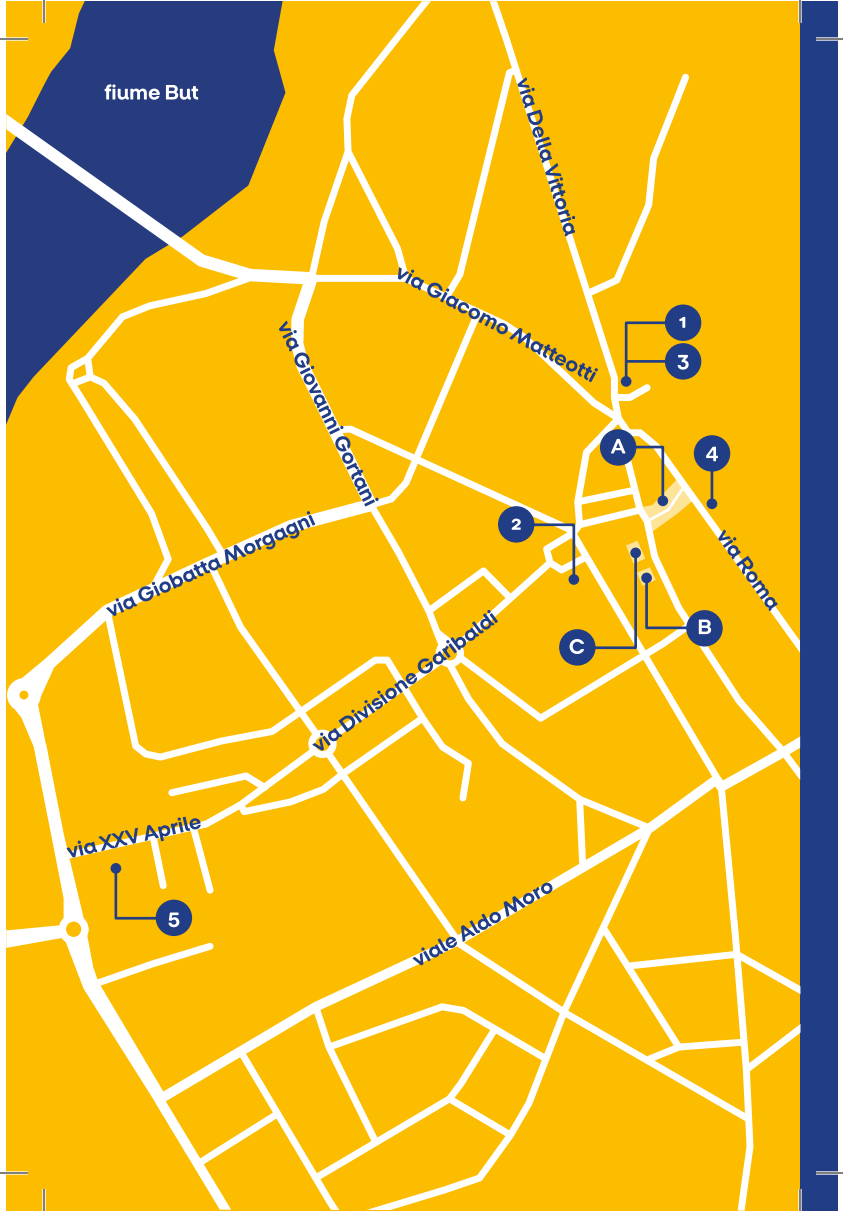 fiume But
via Della Vittoria
via Giacomo Matteotti
1
via Giovanni Gortani
3
A
4
2
via Giobatta Morgagni
via Roma
B
C
via Divisione Garibaldi
via XXV Aprile
viale Aldo Moro
5